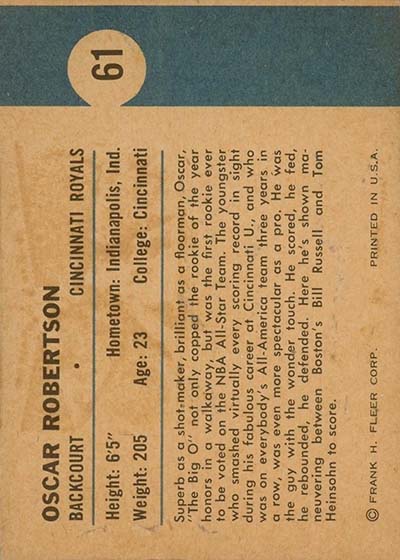 61
OSCAR ROBERTSON
BACKCOURT • CINCINNATI ROYALS
Height: 6'5" Hometown: Indianapolis, Ind.
Weight: 205 Age: 23 College: Cincinnati
Superb as a shot-maker, brilliant as a floorman, Oscar,
"The Big O" not only copped the rookie of the year
honors in a walkaway, but was the first rookie ever
to be voted on the NBA All-Star Team. The youngster
who smashed virtually every scoring record in sight
during his fabulous career at Cincinnati U., and who
was on everybody's All-America team three years in
a row, was even more spectacular as a pro. He was
the guy with the wonder touch. He scored, he fed,
he rebounded, he defended. Here he's shown ma-
neuvering between Boston's Bill Russell and Tom
Heinsohn to score.
© FRANK H. FLEER CORP. PRINTED IN U.S.A.